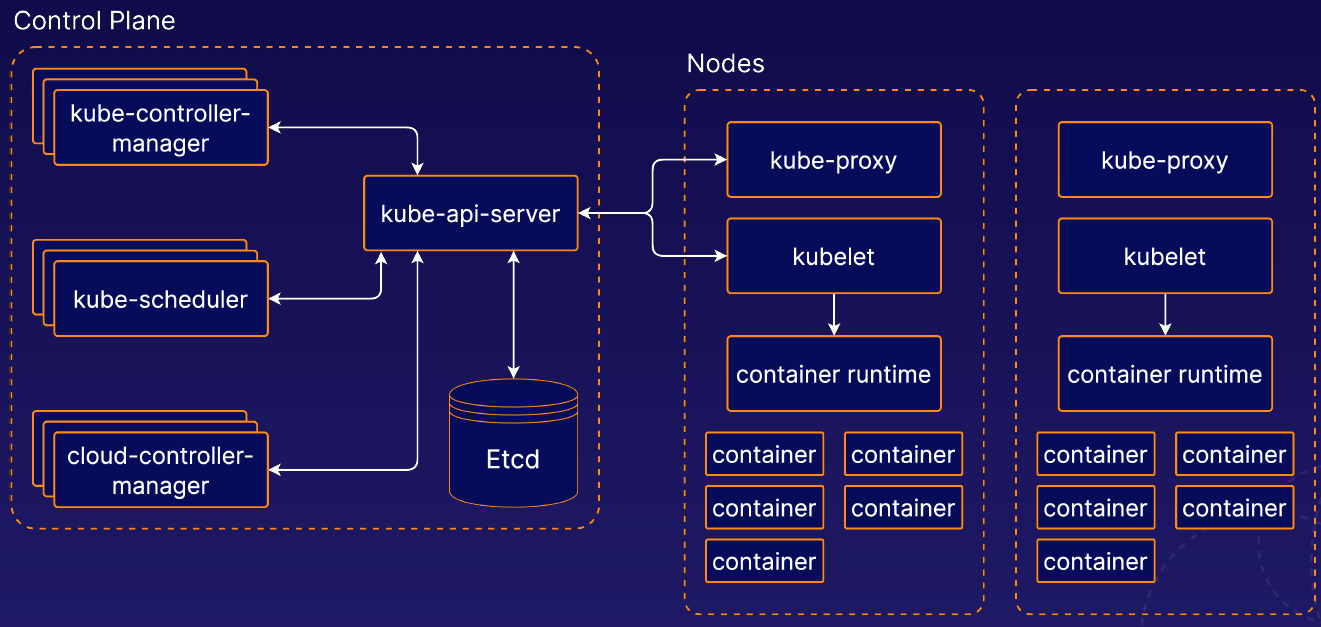 Control Plane
kube-controller-
manager
kube-api-server
kube-scheduler
cloud-controller-
manager
Etcd
Nodes
kube-proxy
kubelet
container runtime
container
container
container
container
container
kube-proxy
kubelet
container runtime
container
container
container
container
container